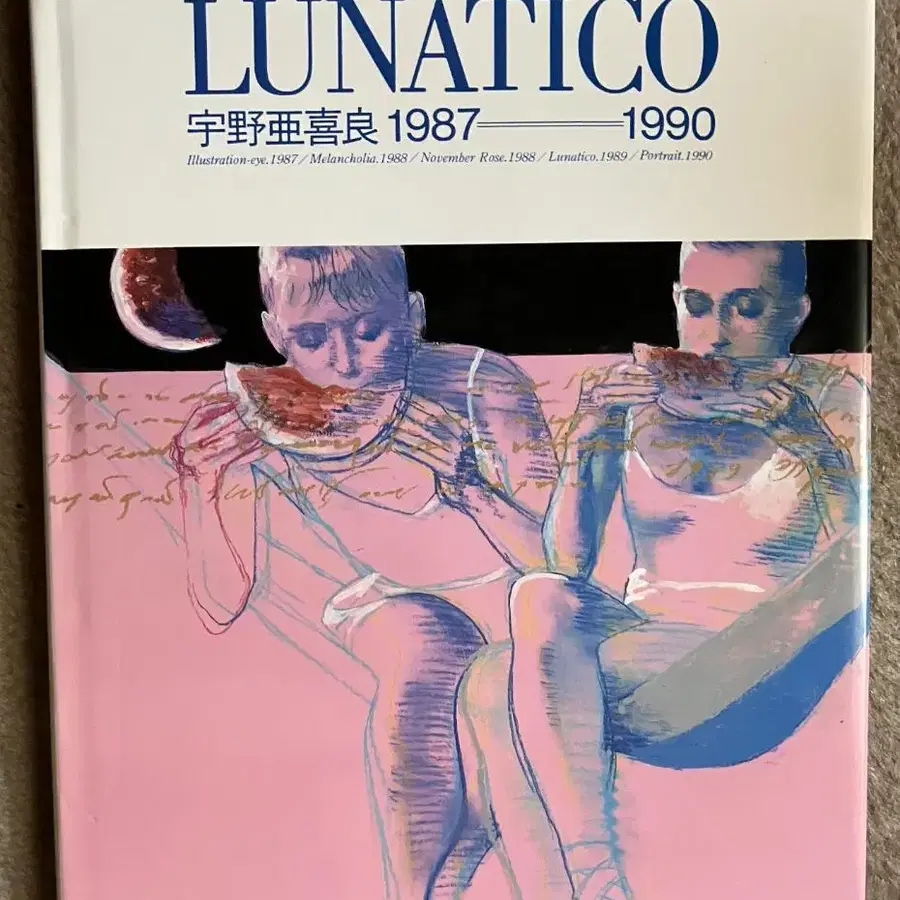 LUNATICO
宇野亜喜良 1987——1990
Illustration-eye.1987／Melancholia.1988／November Rose.1988／Lunatico.1989／Portrait.1990